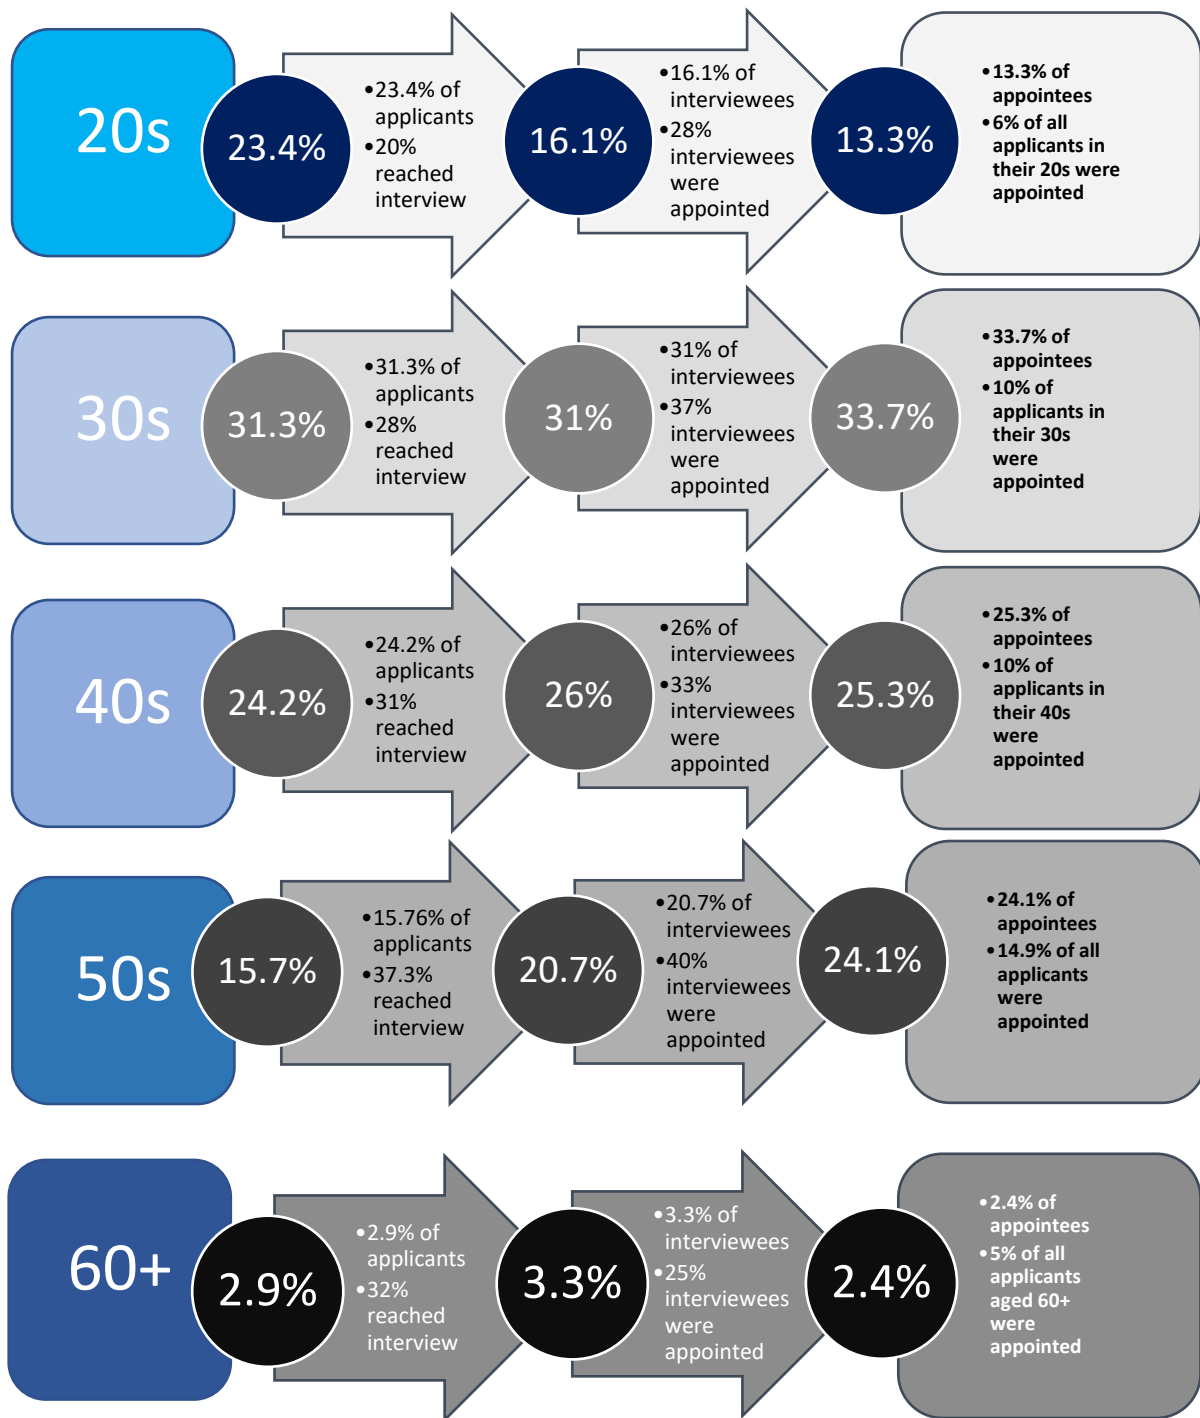 20s
23.4%
•23.4% of
applicants
•20%
reached
interview
16.1%
•16.1% of
interviewees
•28%
interviewees
were
appointed
13.3%
•13.3% of
appointees
•6% of all
applicants in
their 20s were
appointed
30s
31.3%
•31.3% of
applicants
•28%
reached
interview
31%
•31% of
interviewees
•37%
interviewees
were
appointed
33.7%
•33.7% of
appointees
•10% of
applicants in
their 30s
were
appointed
40s
24.2%
•24.2% of
applicants
•31%
reached
interview
26%
•26% of
interviewees
•33%
interviewees
were
appointed
25.3%
•25.3% of
appointees
•10% of
applicants in
their 40s
were
appointed
50s
15.7%
•15.76% of
applicants
•37.3%
reached
interview
20.7%
•20.7% of
interviewees
•40%
interviewees
were
appointed
24.1%
•24.1% of
appointees
•14.9% of all
applicants
were
appointed
60+
2.9%
•2.9% of
applicants
•32%
reached
interview
3.3%
•3.3% of
interviewees
•25%
interviewees
were
appointed
2.4%
•2.4% of
appointees
•5% of all
applicants
aged 60+
were
appointed